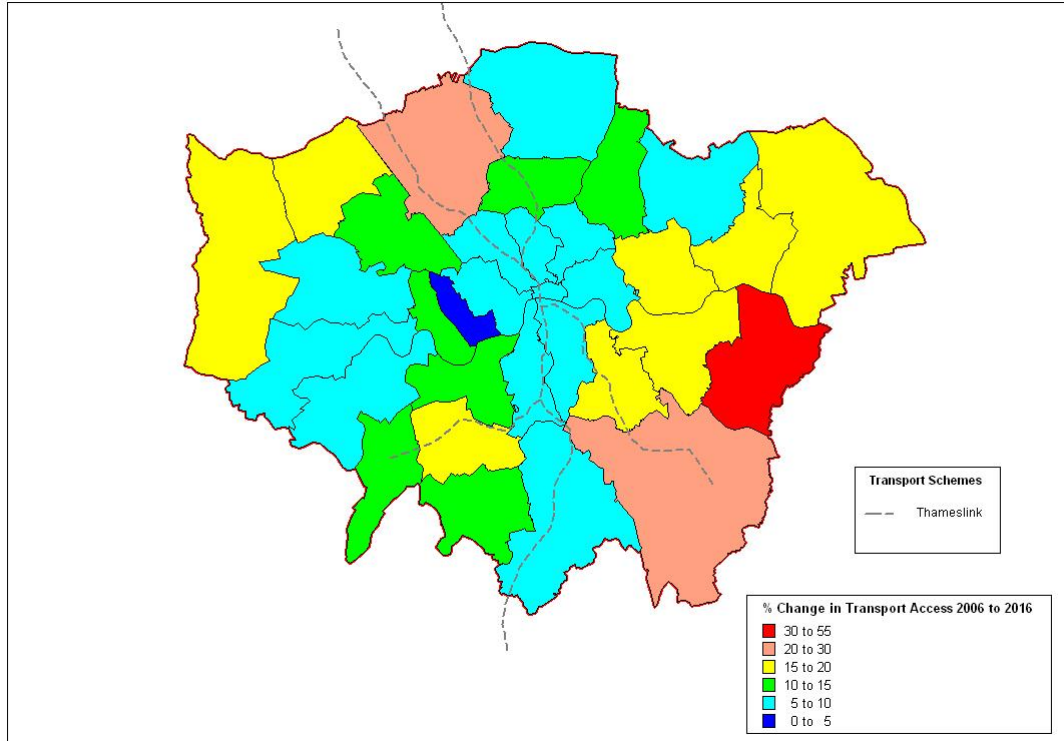 Transport Schemes
Thameslink
% Change in Transport Access 2006 to 2016
30 to 55
20 to 30
15 to 20
10 to 15
5 to 10
0 to 5